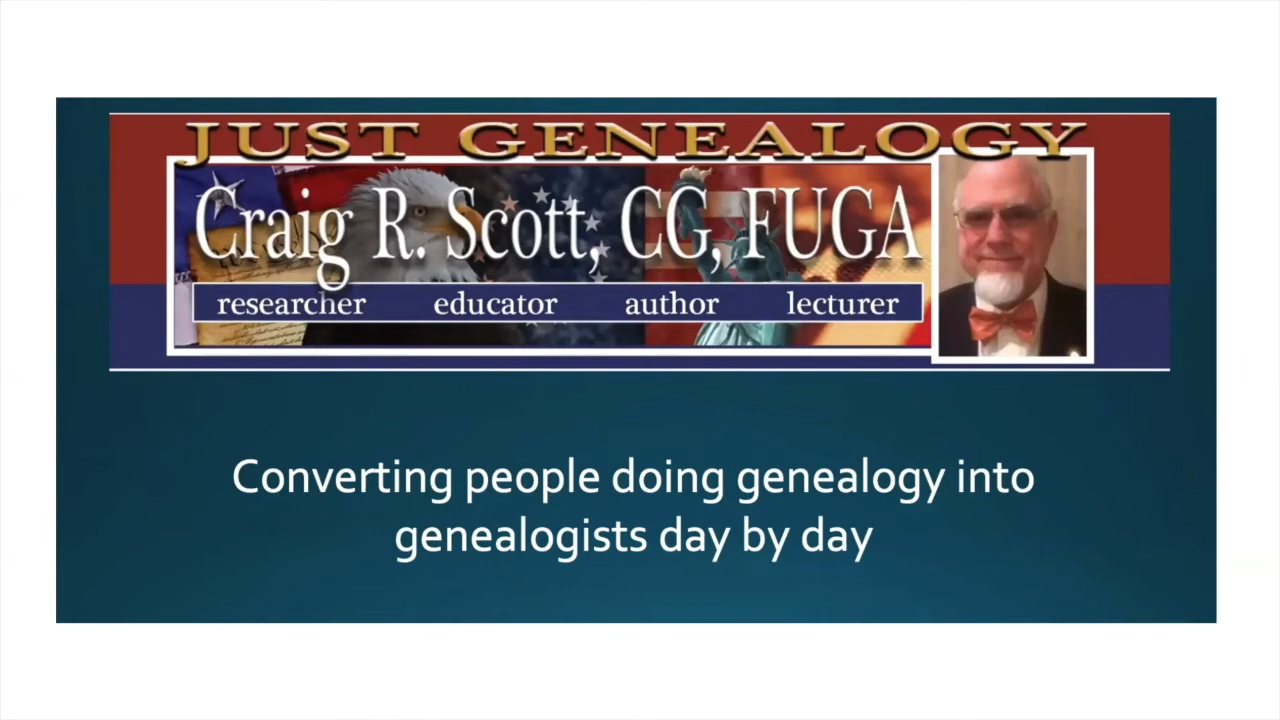 JUST GENEALOGY
Craig R. Scott, CG, FUGA
researcher educator author lecturer
Converting people doing genealogy into
genealogists day by day